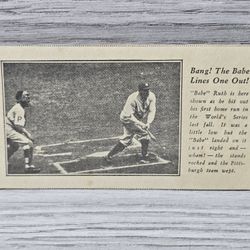 Bang! The Babe
Lines One Out!
"Babe" Ruth is here
shown as he hit out
his first home run in
the World's Series
last fall. It was a
little low but the
"Babe" landed on it
just right and —
wham! — the stands
rocked and the Pitts-
burgh team wept.